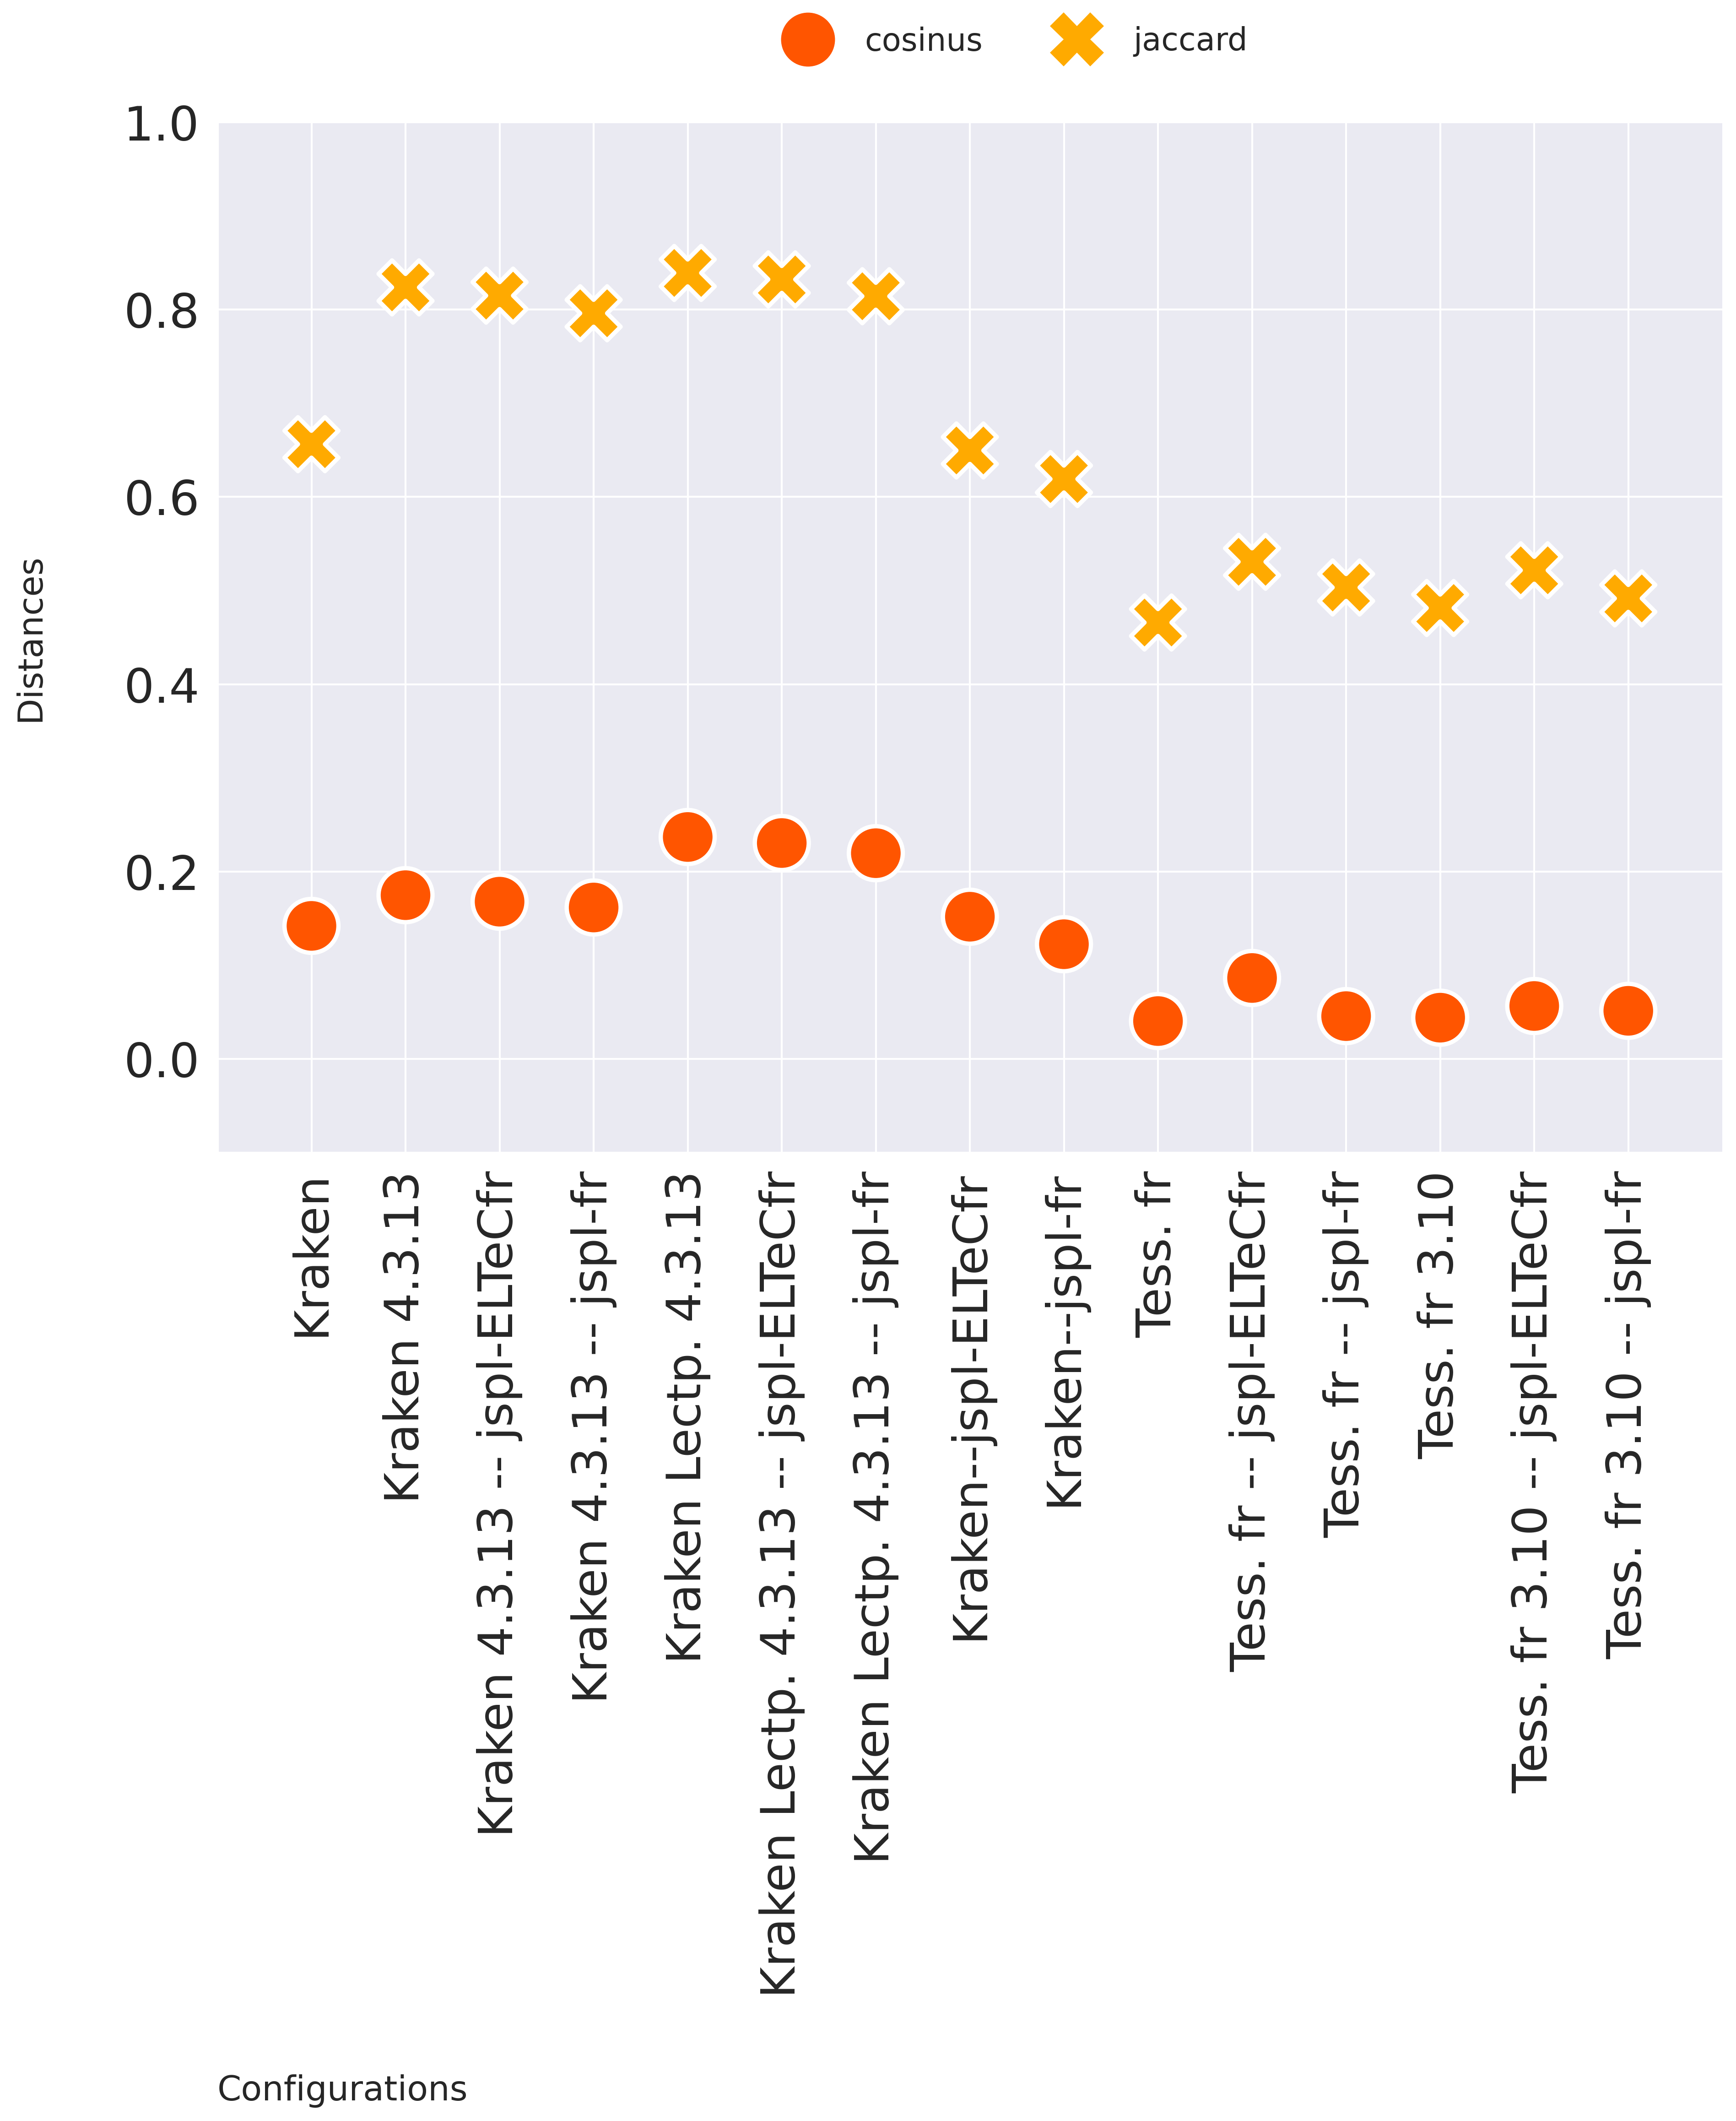 cosinus jaccard
1.0
0.8
0.6
0.4
0.2
0.0
Distances
Kraken
Kraken 4.3.13
Kraken 4.3.13 -- jspl-ELTeCfr
Kraken 4.3.13 -- jspl-fr
Kraken Lectp. 4.3.13
Kraken Lectp. 4.3.13 -- jspl-ELTeCfr
Kraken Lectp. 4.3.13 -- jspl-fr
Kraken--jspl-ELTeCfr
Kraken--jspl-fr
Tess. fr
Tess. fr -- jspl-ELTeCfr
Tess. fr -- jspl-fr
Tess. fr 3.10
Tess. fr 3.10 -- jspl-ELTeCfr
Tess. fr 3.10 -- jspl-fr
Configurations